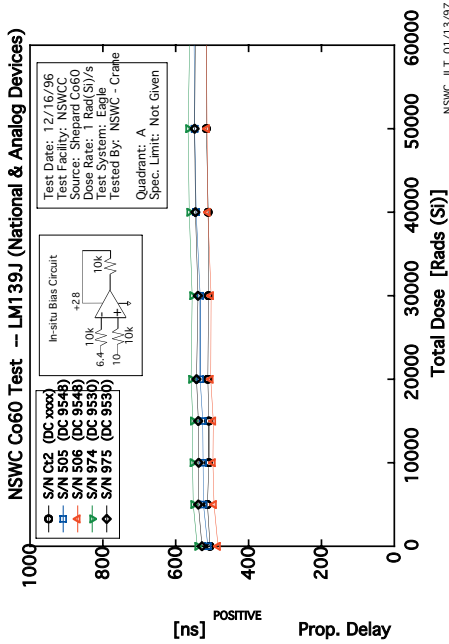 NSWC Co60 Test -- LM139J (National & Analog Devices)
S/N Ct2 (DC xxxx)
S/N 505 (DC 9548)
S/N 506 (DC 9548)
S/N 974 (DC 9530)
S/N 975 (DC 9530)
In-situ Bias Circuit
+28
6.4
10k
10k
10
10k
10k
Test Date: 12/16/96
Test Facility: NSWCC
Source: Shepard Co60
Dose Rate: 1 Rad(Si)/s
Test System: Eagle
Tested By: NSWC - Crane
Quadrant: A
Spec. Limit: Not Given
1000
800
600
400
200
0
Prop. Delay
POSITIVE
[ns]
0
10000
20000
30000
40000
50000
60000
Total Dose [Rads (Si)]
NSWC JLT 01/13/97